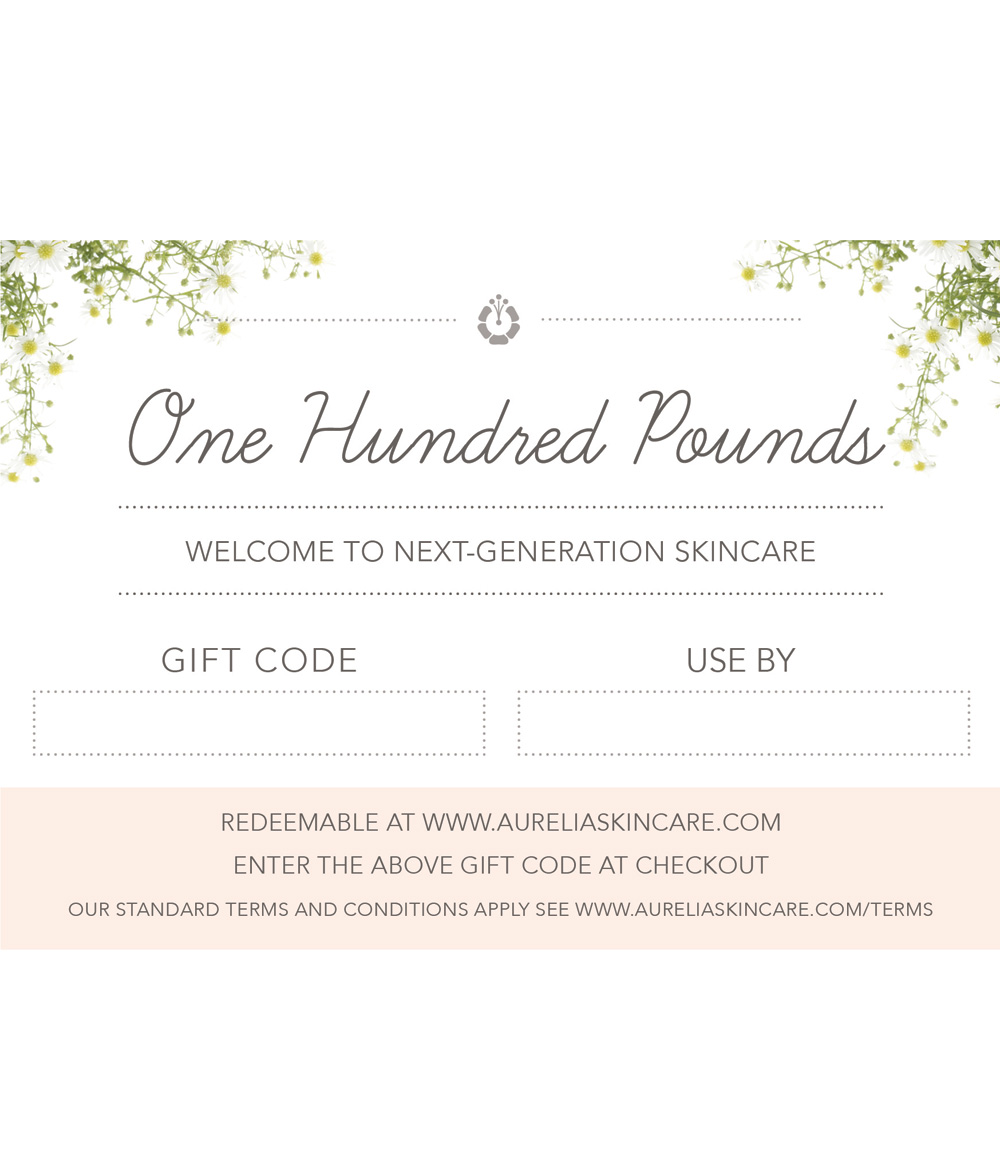 One Hundred Pounds
WELCOME TO NEXT-GENERATION SKINCARE
GIFT CODE
USE BY
REDEEMABLE AT WWW.AURELIASKINCARE.COM
ENTER THE ABOVE GIFT CODE AT CHECKOUT
OUR STANDARD TERMS AND CONDITIONS APPLY SEE WWW.AURELIASKINCARE.COM/TERMS